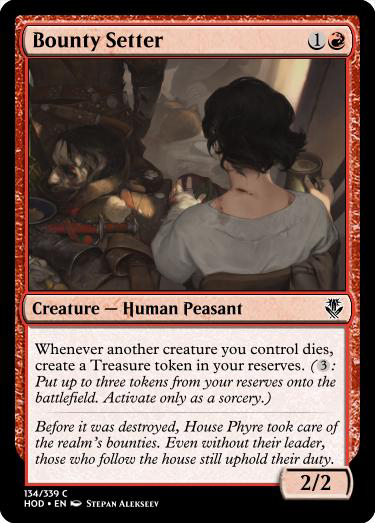 Bounty Setter
1
Creature — Human Peasant
Whenever another creature you control dies,
create a Treasure token in your reserves. (3:
Put up to three tokens from your reserves onto the
battlefield. Activate only as a sorcery.)
Before it was destroyed, House Phyre took care of
the realm's bounties. Even without their leader,
those who follow the house still uphold their duty.
2/2
134/339 C
HOD • EN Stepan Alekseev